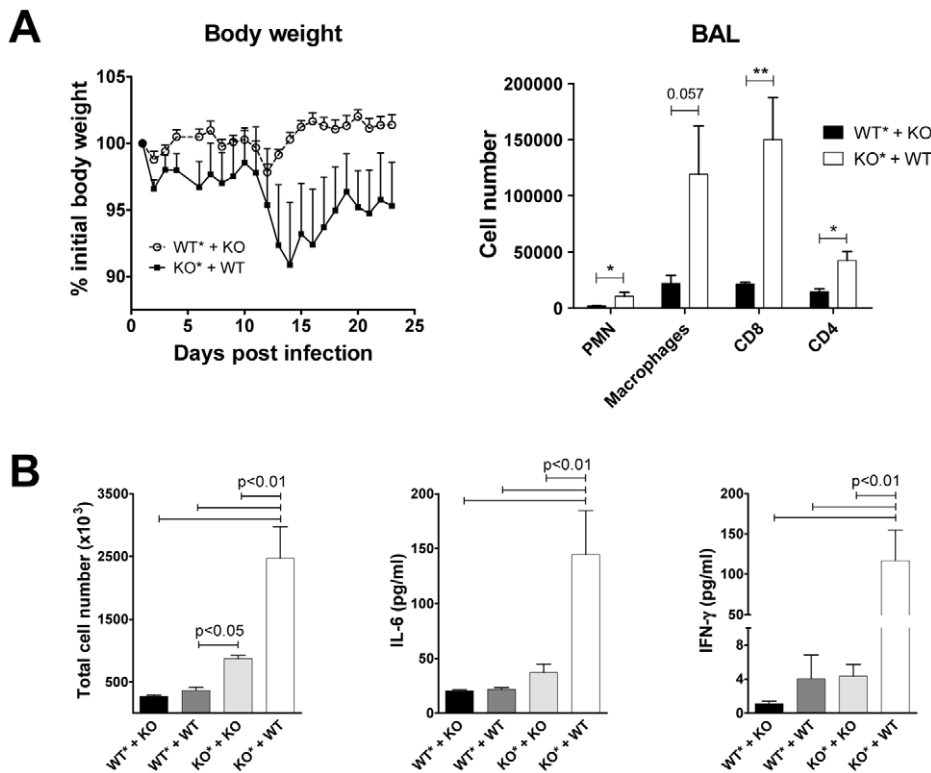 A
Body weight
105
100
95
90
% initial body weight
WT* + KO
KO* + WT
0 5 10 15 20 25
Days post infection
BAL
200000
150000
100000
50000
0
Cell number
*
0.057
**
*
WT* + KO
KO* + WT
PMN
Macrophages
CD8
CD4
B
p<0.01
p<0.05
3500
2500
1500
500
Total cell number (x10³)
WT* + KO
WT* + WT
KO* + KO
KO* + WT
p<0.01
200
150
100
50
0
IL-6 (pg/ml)
WT* + KO
WT* + WT
KO* + KO
KO* + WT
p<0.01
200
150
100
50
8
4
0
IFN-γ (pg/ml)
WT* + KO
WT* + WT
KO* + KO
KO* + WT